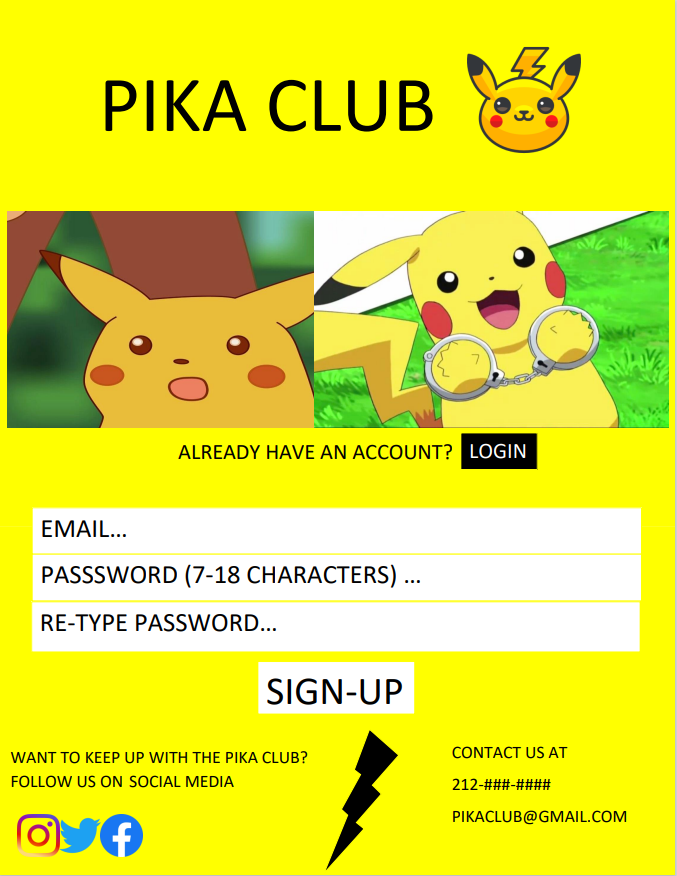 PIKA CLUB
ALREADY HAVE AN ACCOUNT? LOGIN
EMAIL...
PASSSWORD (7-18 CHARACTERS) ...
RE-TYPE PASSWORD...
SIGN-UP
WANT TO KEEP UP WITH THE PIKA CLUB?
FOLLOW US ON SOCIAL MEDIA
CONTACT US AT
212-###-####
PIKACLUB@GMAIL.COM